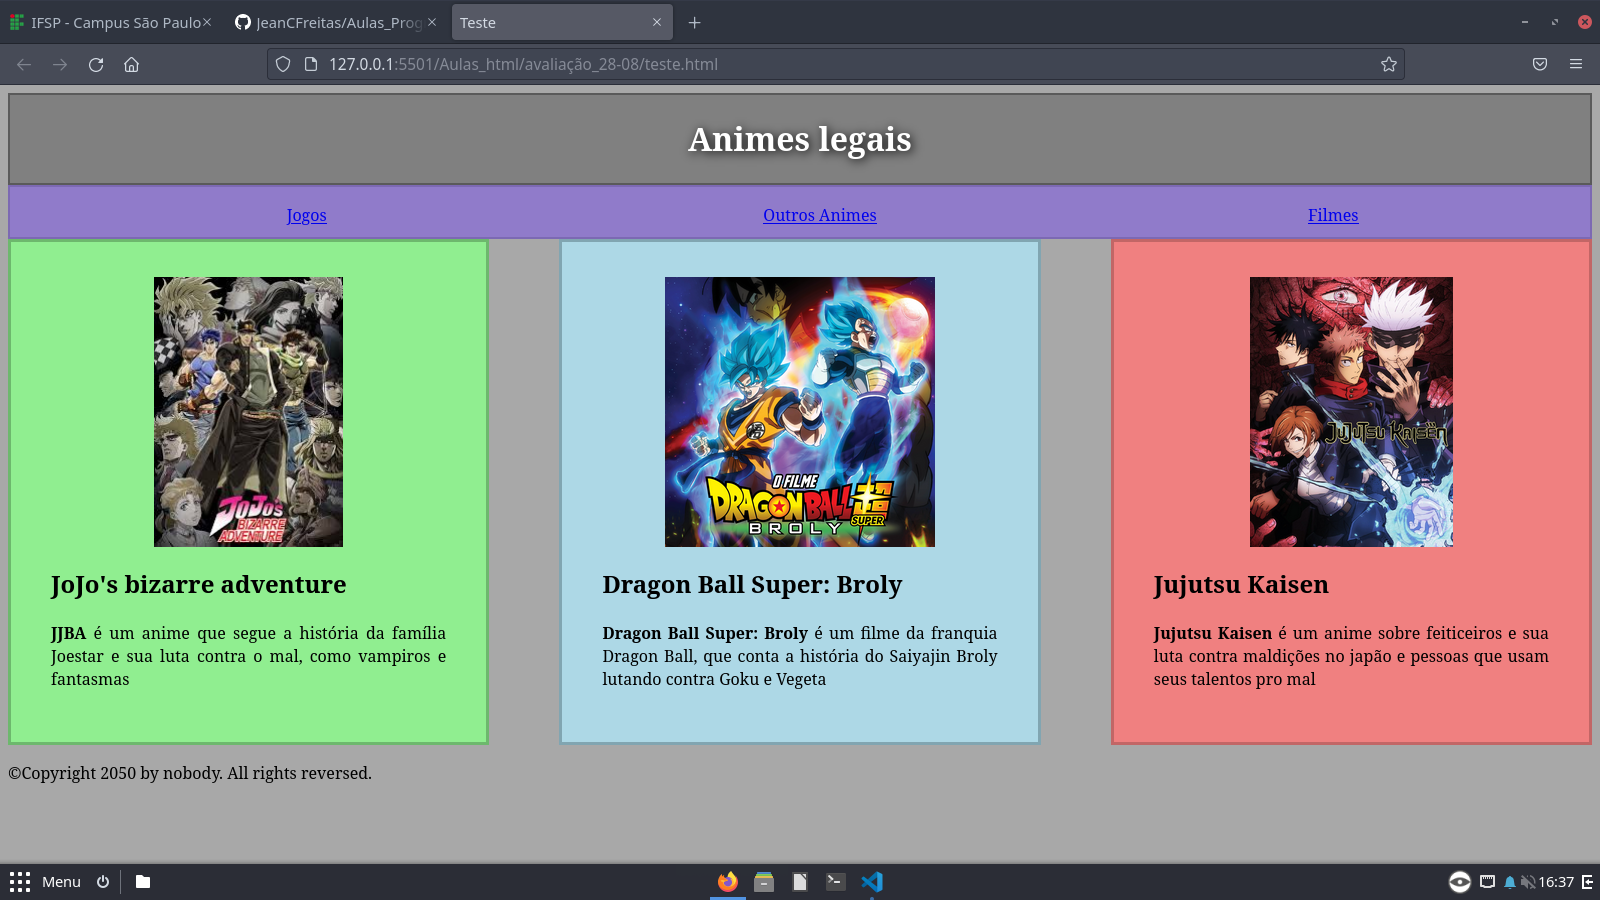 IFSP - Campus São Paulo
JeanCFreitas/Aulas_Prog
Teste
127.0.0.1:5501/Aulas_html/avaliação_28-08/teste.html
Animes legais
Jogos
Outros Animes
Filmes
JoJo's
BIZARRE
ADVENTURE
JoJo's bizarre adventure
JJBA é um anime que segue a história da família
Joestar e sua luta contra o mal, como vampiros e
fantasmas
O FILME
DRAGON BALL
SUPER
BROLY
Dragon Ball Super: Broly
Dragon Ball Super: Broly é um filme da franquia
Dragon Ball, que conta a história do Saiyajin Broly
lutando contra Goku e Vegeta
JUJUTSU KAISEN
Jujutsu Kaisen
Jujutsu Kaisen é um anime sobre feiticeiros e sua
luta contra maldições no japão e pessoas que usam
seus talentos pro mal
©Copyright 2050 by nobody. All rights reversed.
Menu
16:37